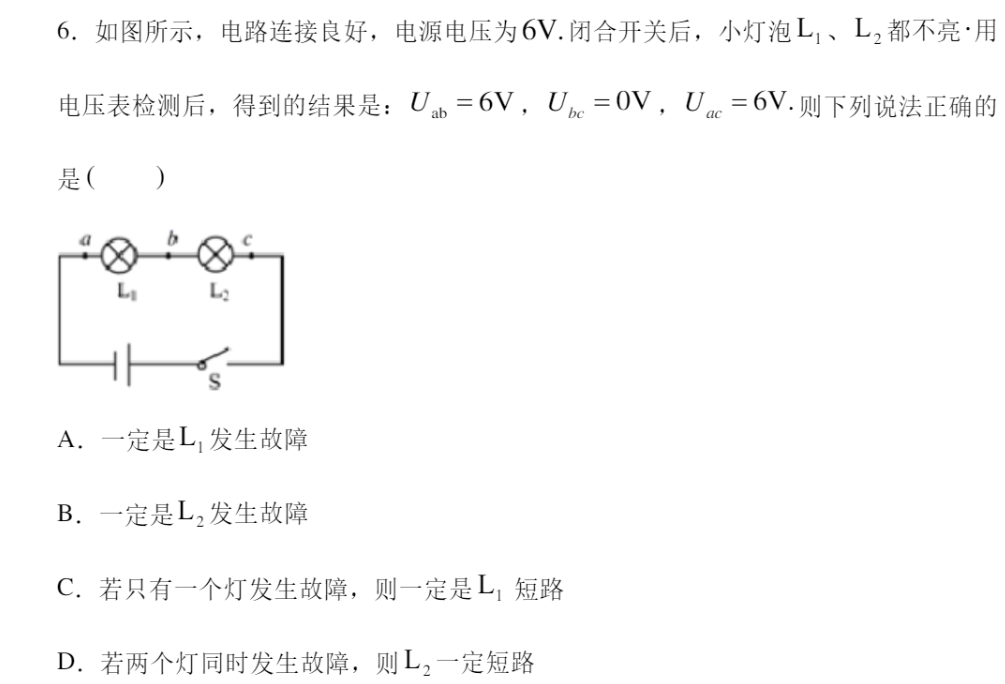 6．如图所示，电路连接良好，电源电压为6V.闭合开关后，小灯泡L₁、L₂都不亮·用
电压表检测后，得到的结果是：U_ab = 6V，U_bc = 0V，U_ac = 6V.则下列说法正确的
是(　　)
a b c
L₁ L₂
S
A．一定是L₁发生故障
B．一定是L₂发生故障
C．若只有一个灯发生故障，则一定是L₁ 短路
D．若两个灯同时发生故障，则L₂一定短路